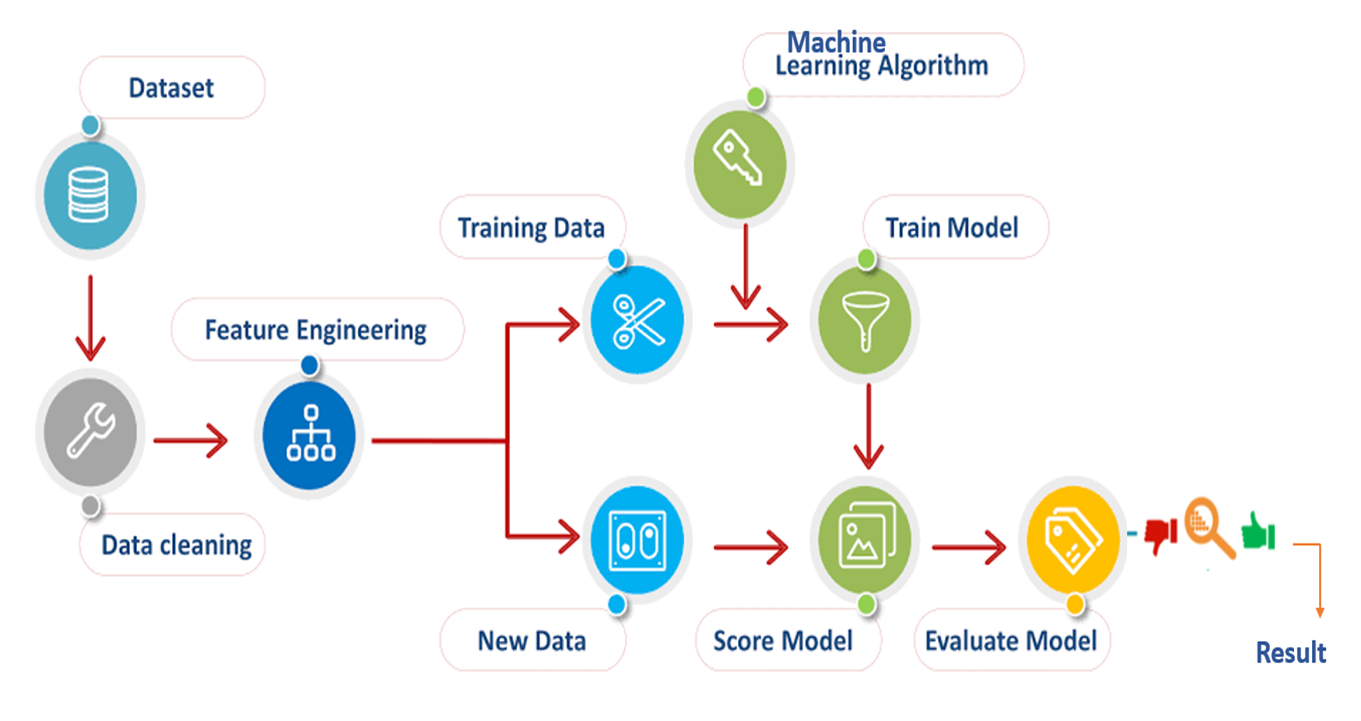 Machine
Learning Algorithm
Dataset
Training Data
Train Model
Feature Engineering
Data cleaning
New Data
Score Model
Evaluate Model
Result